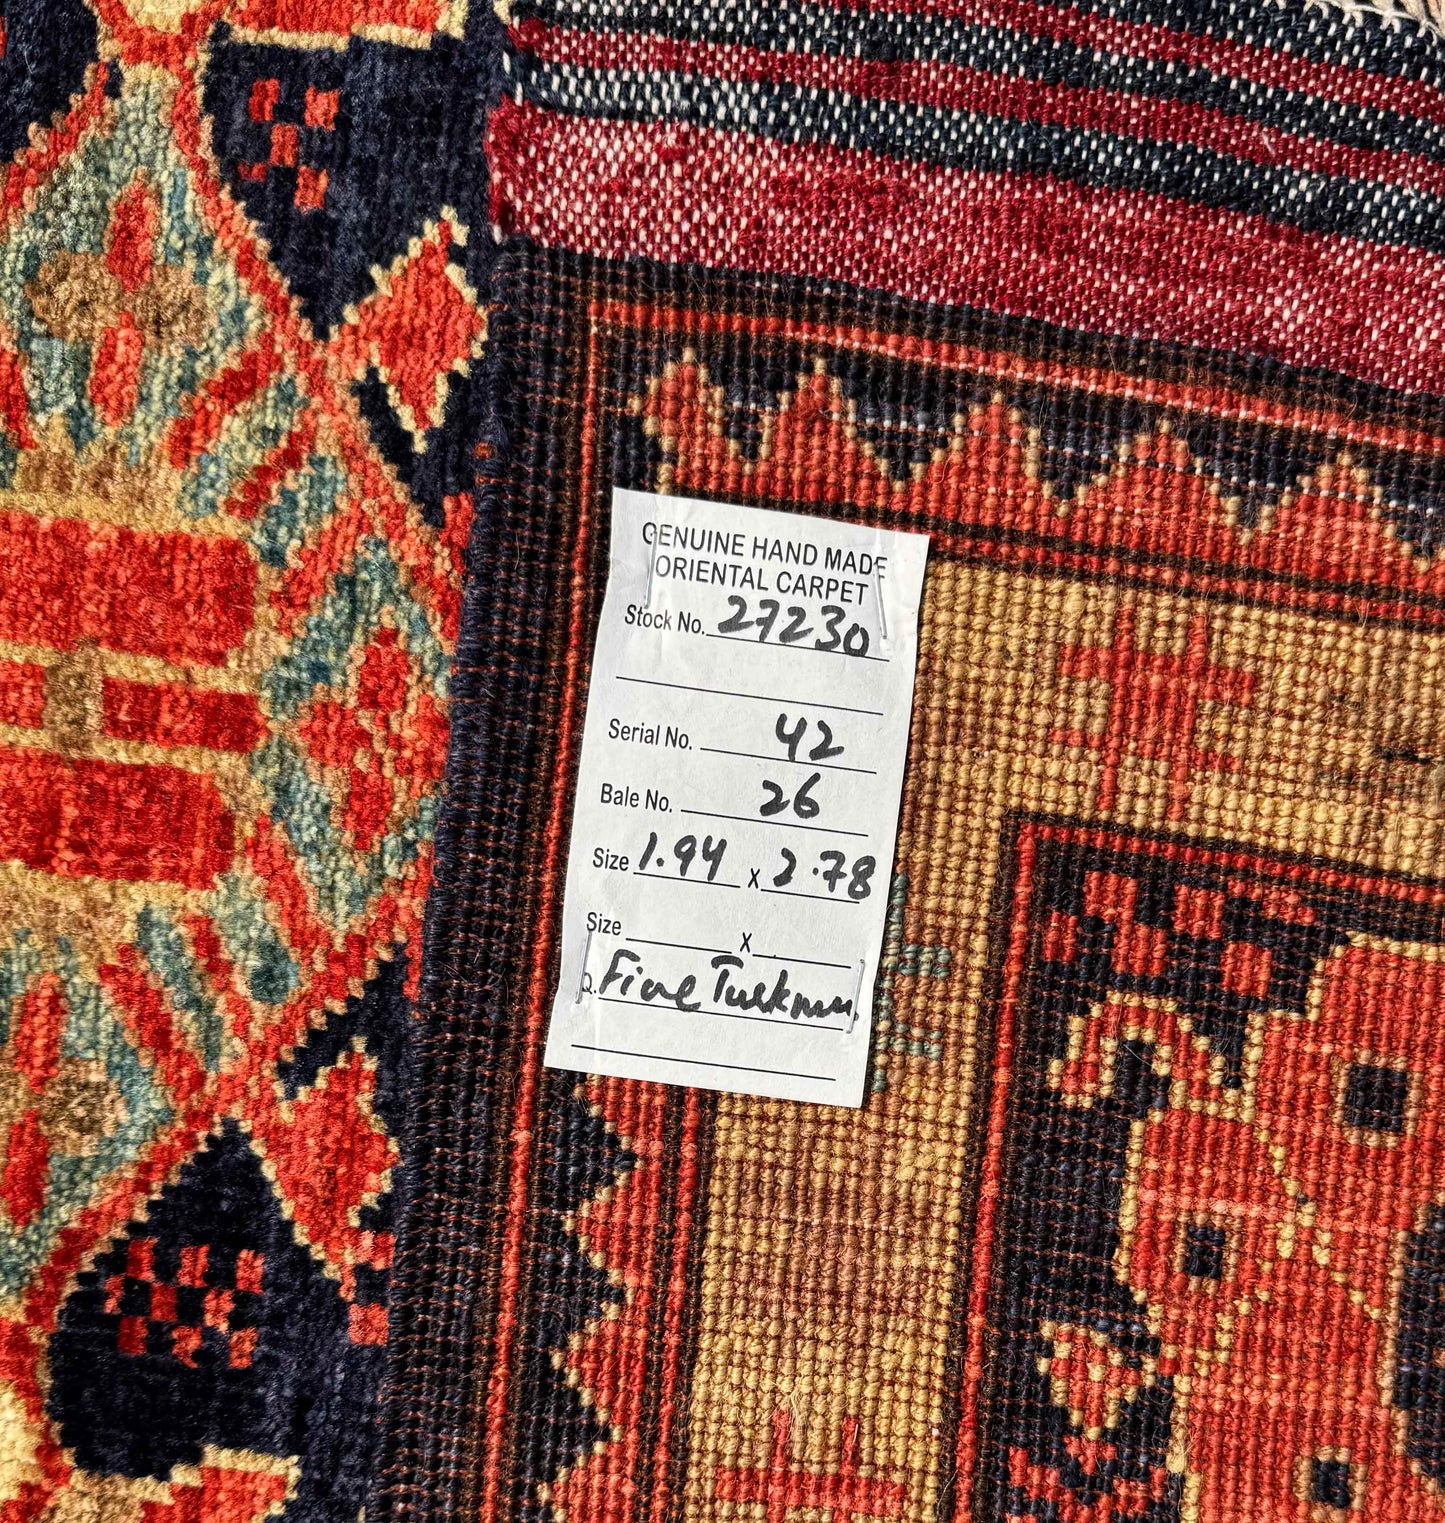 GENUINE HAND MADE
ORIENTAL CARPET
Stock No. 27230
Serial No. 42
Bale No. 26
Size 1.94 x 2.78
Size x
Q. Fine Turkmen